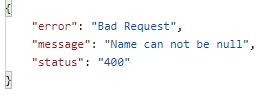 {
"error": "Bad Request",
"message": "Name can not be null",
"status": "400"
}